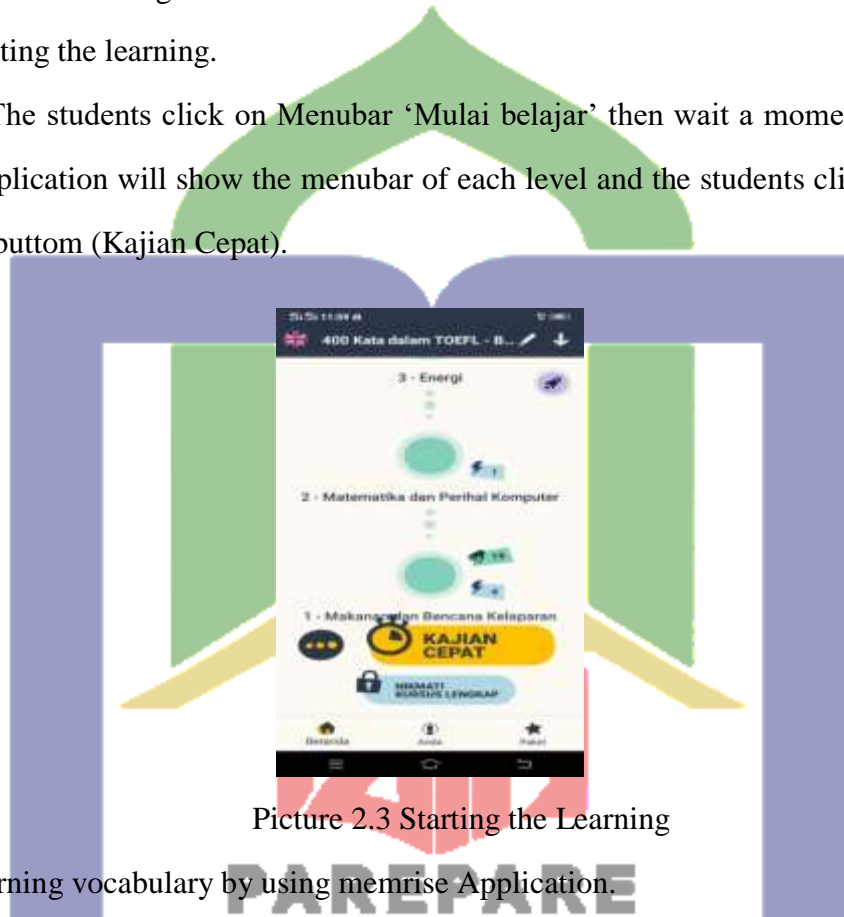 ting the learning.
The students click on Menubar ‘Mulai belajar’ then wait a mome
plication will show the menubar of each level and the students cli
buttom (Kajian Cepat).
11:59
400 Kata dalam TOEFL - B...
3 - Energi
1
2 - Matematika dan Perihal Komputer
1 - Makanan dan Bencana Kelaparan
KAJIAN
CEPAT
NIKMATI
KURSUS LENGKAP
Beranda
Anda
Paket
Picture 2.3 Starting the Learning
rning vocabulary by using memrise Application.
PAREPARE